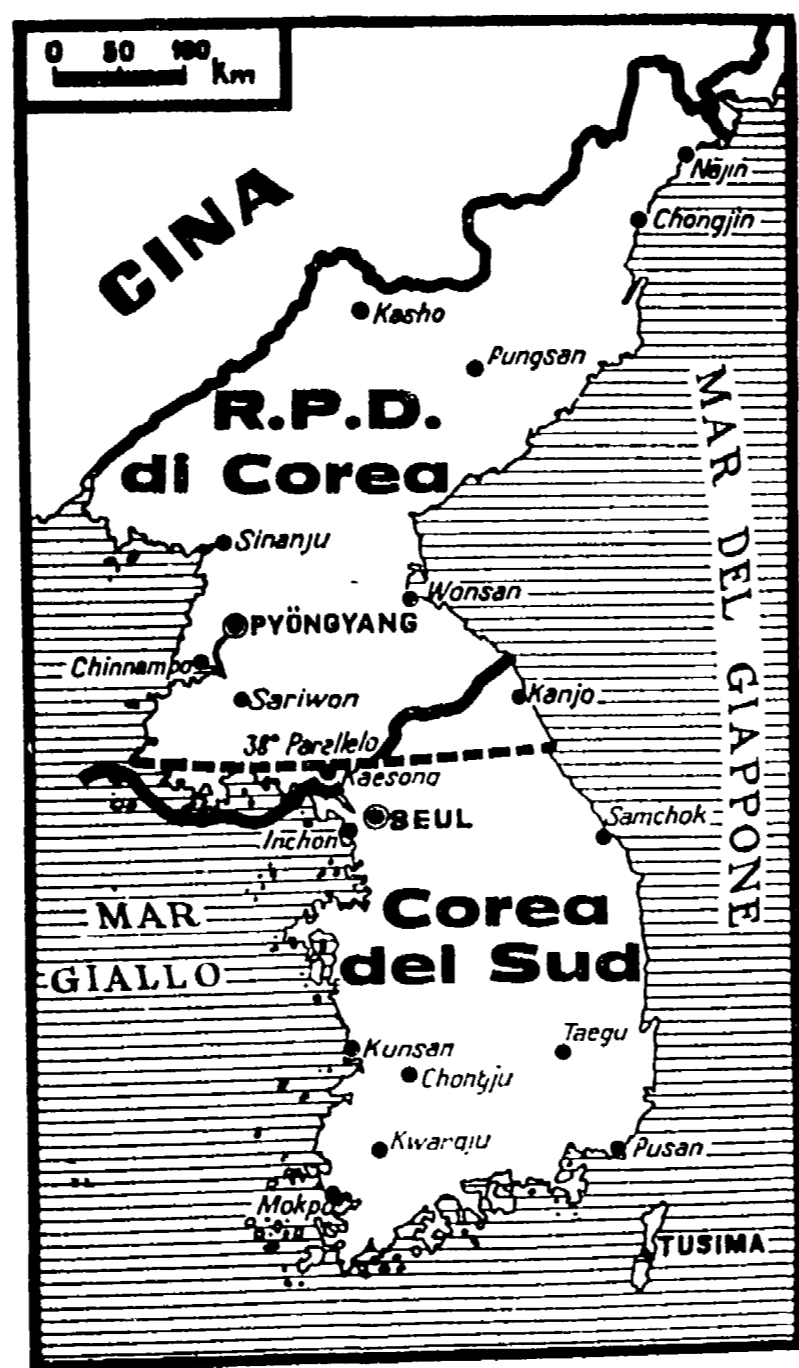 0 50 100 km
CINA
Najin
Chongjin
Kasho
Pungsan
R.P.D.
di Corea
MAR DEL GIAPPONE
Sinanju
Wonsan
PYÖNGYANG
Chinnampo
Sariwon
Kanjo
38° Parallelo
Kaesong
SEUL
Inchon
Samchok
Corea
del Sud
MAR
GIALLO
Kunsan
Taegu
Chongju
Kwangju
Pusan
Mokpo
TUSIMA